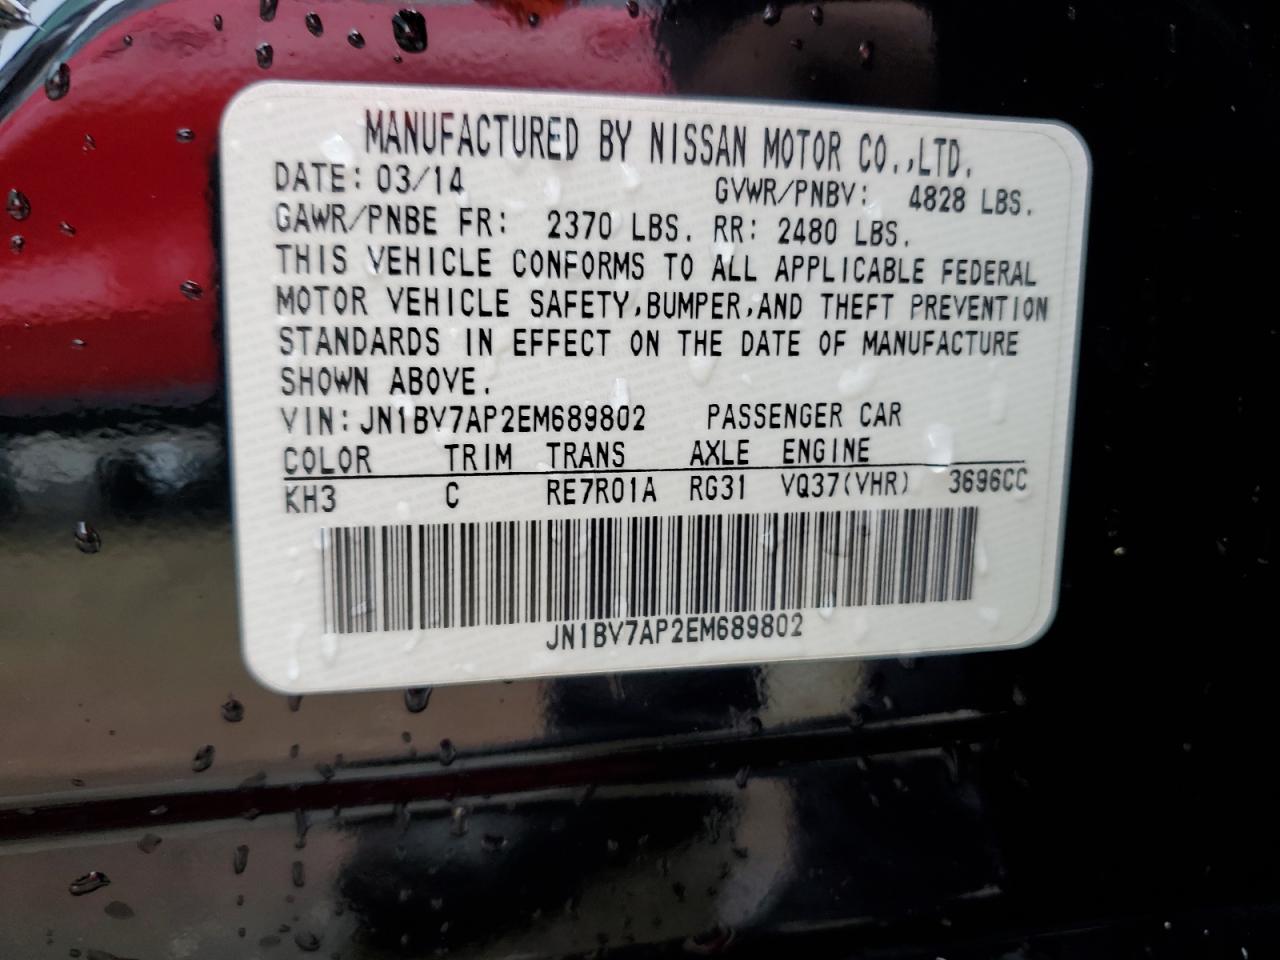 MANUFACTURED BY NISSAN MOTOR CO.,LTD.
DATE: 03/14 GVWR/PNBV: 4828 LBS.
GAWR/PNBE FR: 2370 LBS. RR: 2480 LBS.
THIS VEHICLE CONFORMS TO ALL APPLICABLE FEDERAL
MOTOR VEHICLE SAFETY,BUMPER,AND THEFT PREVENTION
STANDARDS IN EFFECT ON THE DATE OF MANUFACTURE
SHOWN ABOVE.
VIN:JN1BV7AP2EM689802 PASSENGER CAR
COLOR TRIM TRANS AXLE ENGINE
KH3 C RE7R01A RG31 VQ37(VHR) 3696CC
JN1BV7AP2EM689802